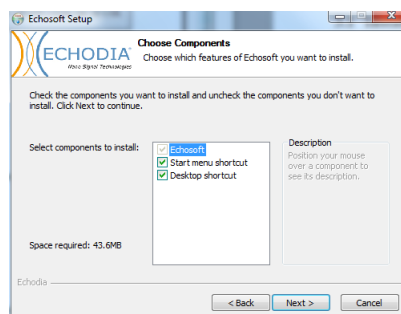 Echosoft Setup
ECHODIA
Nano Signal Technologies
Choose Components
Choose which features of Echosoft you want to install.
Check the components you want to install and uncheck the components you don't want to
install. Click Next to continue.
Select components to install:
Echosoft
Start menu shortcut
Desktop shortcut
Description
Position your mouse
over a component to
see its description.
Space required: 43.6MB
Echodia
< Back
Next >
Cancel